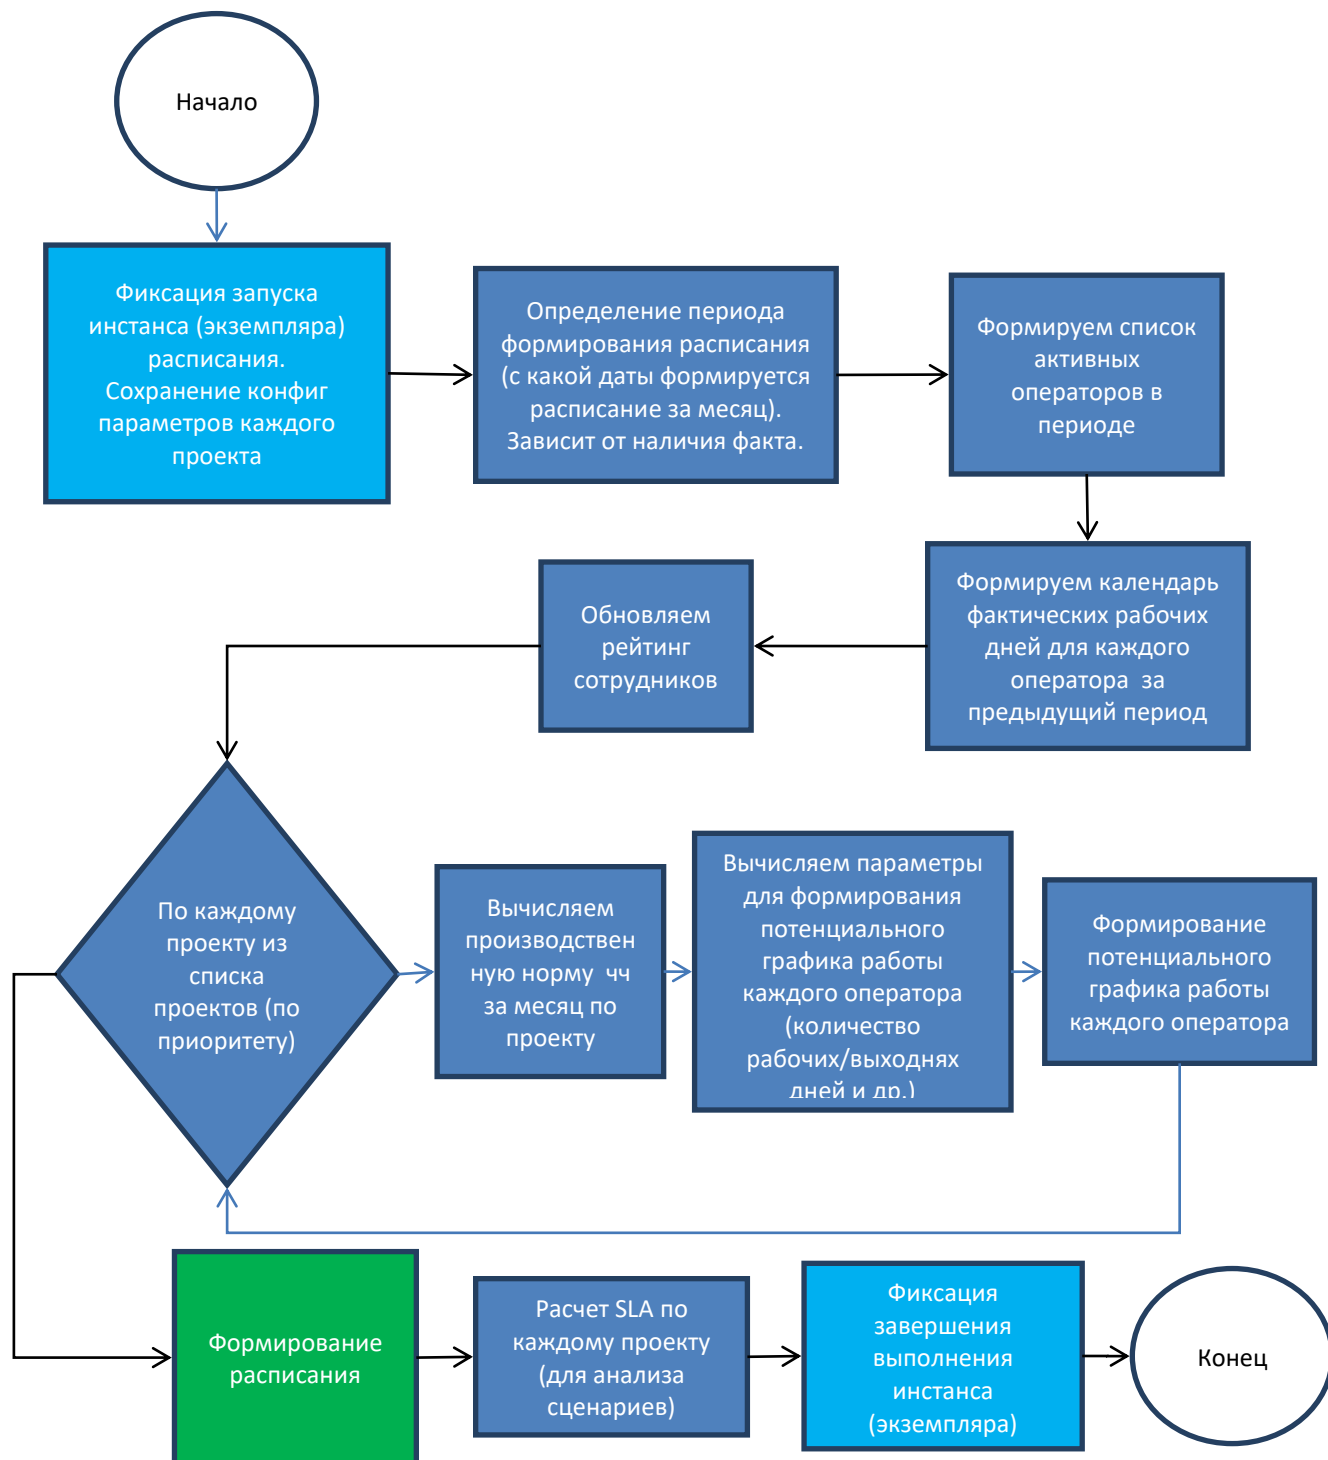 Начало
Фиксация запуска
инстанса (экземпляра)
расписания.
Сохранение конфиг
параметров каждого
проекта
Определение периода
формирования расписания
(с какой даты формируется
расписание за месяц).
Зависит от наличия факта.
Формируем список
активных
операторов в
периоде
Формируем календарь
фактических рабочих
дней для каждого
оператора за
предыдущий период
Обновляем
рейтинг
сотрудников
По каждому
проекту из
списка
проектов (по
приоритету)
Вычисляем
производствен
ную норму чч
за месяц по
проекту
Вычисляем параметры
для формирования
потенциального
графика работы
каждого оператора
(количество
рабочих/выходнях
дней и др.)
Формирование
потенциального
графика работы
каждого оператора
Формирование
расписания
Расчет SLA по
каждому проекту
(для анализа
сценариев)
Фиксация
завершения
выполнения
инстанса
(экземпляра)
Конец